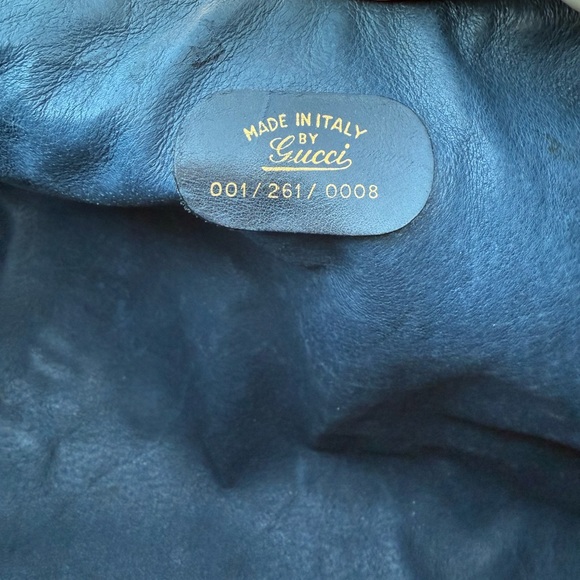 MADE IN ITALY
BY
Gucci
001/261/0008